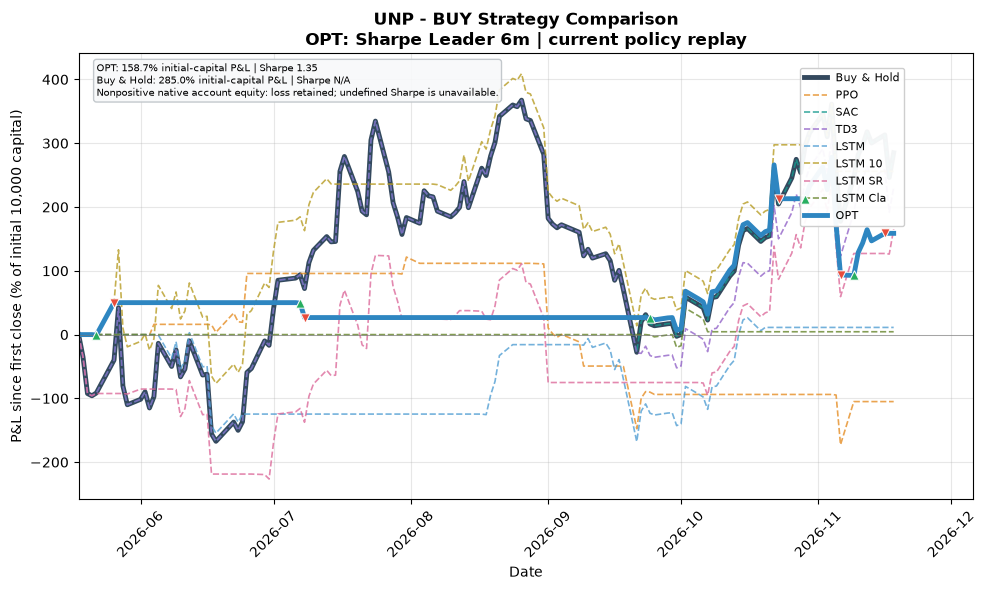 UNP - BUY Strategy Comparison
OPT: Sharpe Leader 6m | current policy replay
OPT: 158.7% initial-capital P&L | Sharpe 1.35
Buy & Hold: 285.0% initial-capital P&L | Sharpe N/A
Nonpositive native account equity: loss retained; undefined Sharpe is unavailable.
Buy & Hold
PPO
SAC
TD3
LSTM
LSTM 10
LSTM SR
LSTM Cla
OPT
P&L since first close (% of initial 10,000 capital)
400
300
200
100
0
−100
−200
2026-06
2026-07
2026-08
2026-09
2026-10
2026-11
2026-12
Date